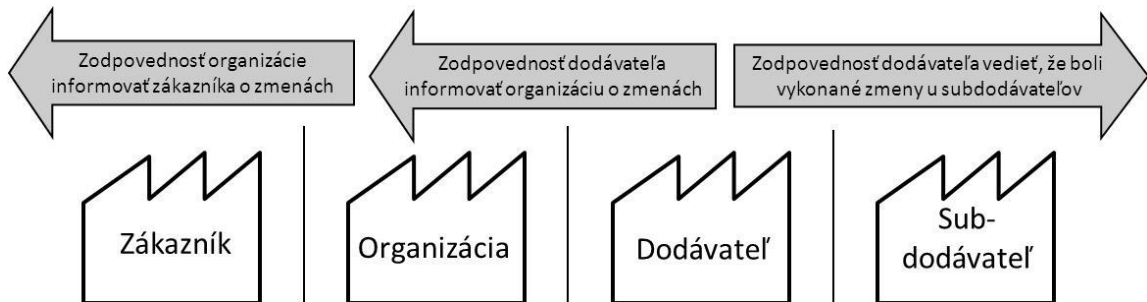 Zodpovednosť organizácie
informovať zákazníka o zmenách
Zodpovednosť dodávateľa
informovať organizáciu o zmenách
Zodpovednosť dodávateľa vedieť, že boli
vykonané zmeny u subdodávateľov
Zákazník
Organizácia
Dodávateľ
Sub-
dodávateľ